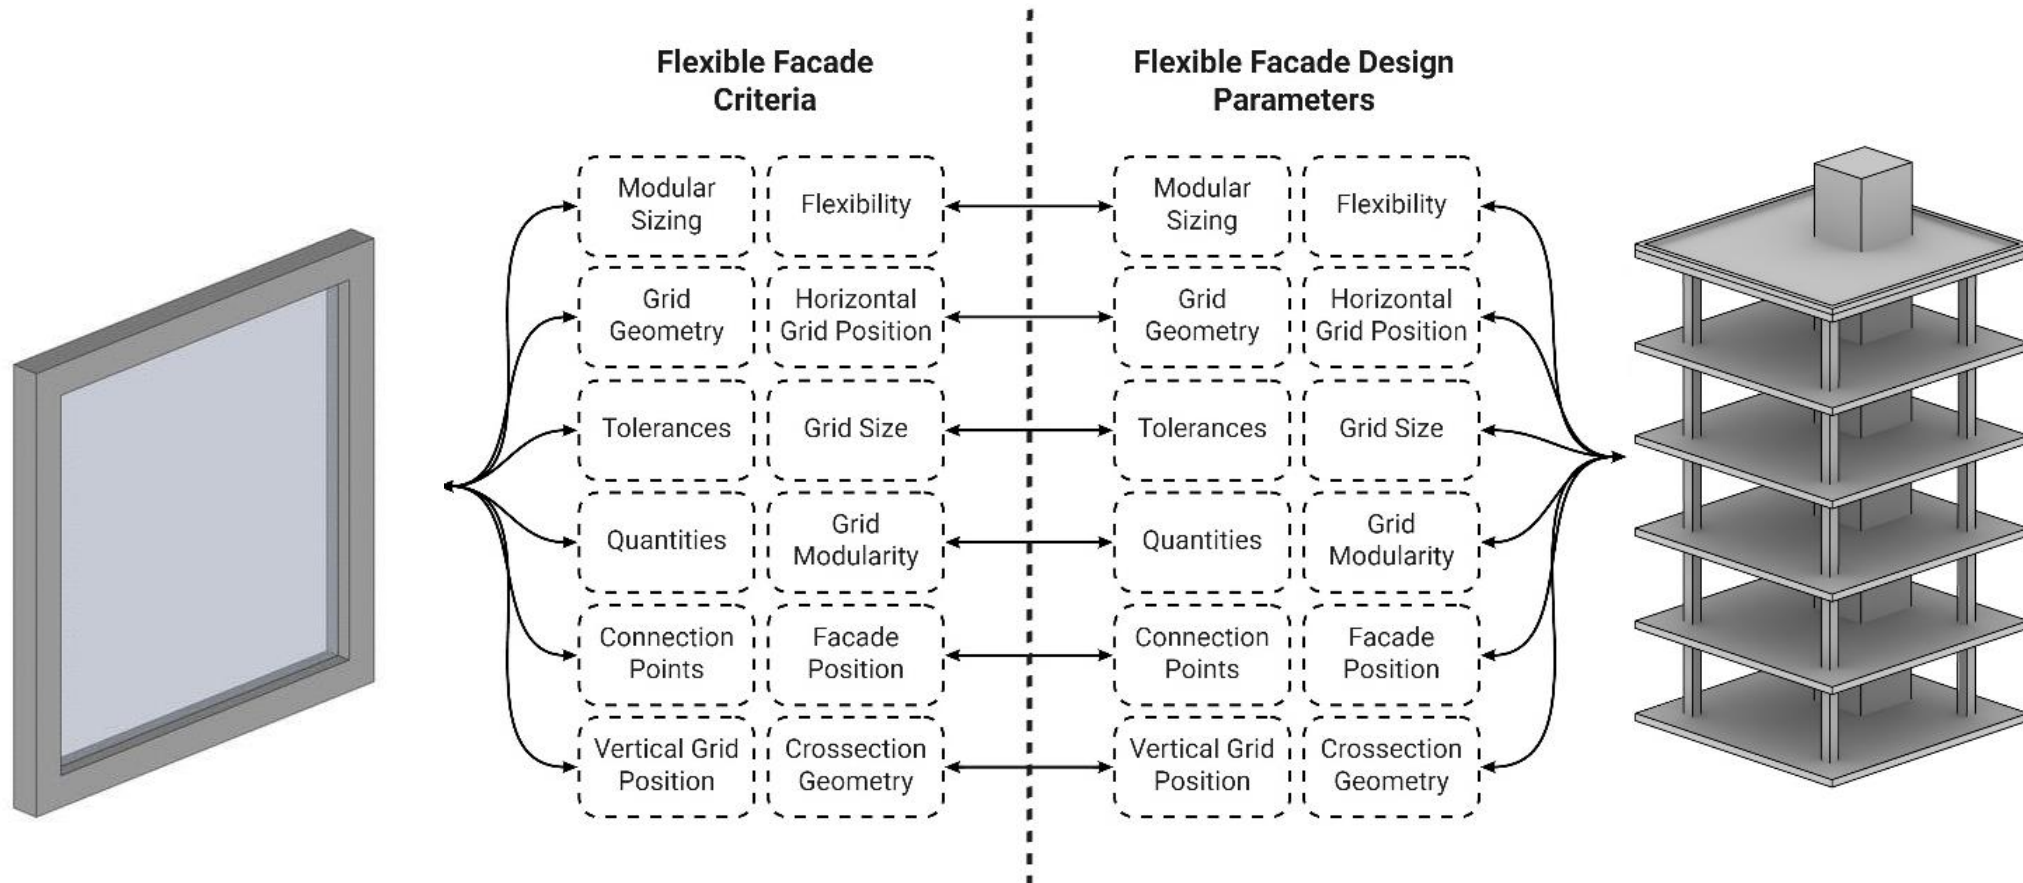 Flexible Facade
Criteria
Modular
Sizing
Flexibility
Grid
Geometry
Horizontal
Grid Position
Tolerances
Grid Size
Quantities
Grid
Modularity
Connection
Points
Facade
Position
Vertical Grid
Position
Crossection
Geometry
Flexible Facade Design
Parameters
Modular
Sizing
Flexibility
Grid
Geometry
Horizontal
Grid Position
Tolerances
Grid Size
Quantities
Grid
Modularity
Connection
Points
Facade
Position
Vertical Grid
Position
Crossection
Geometry